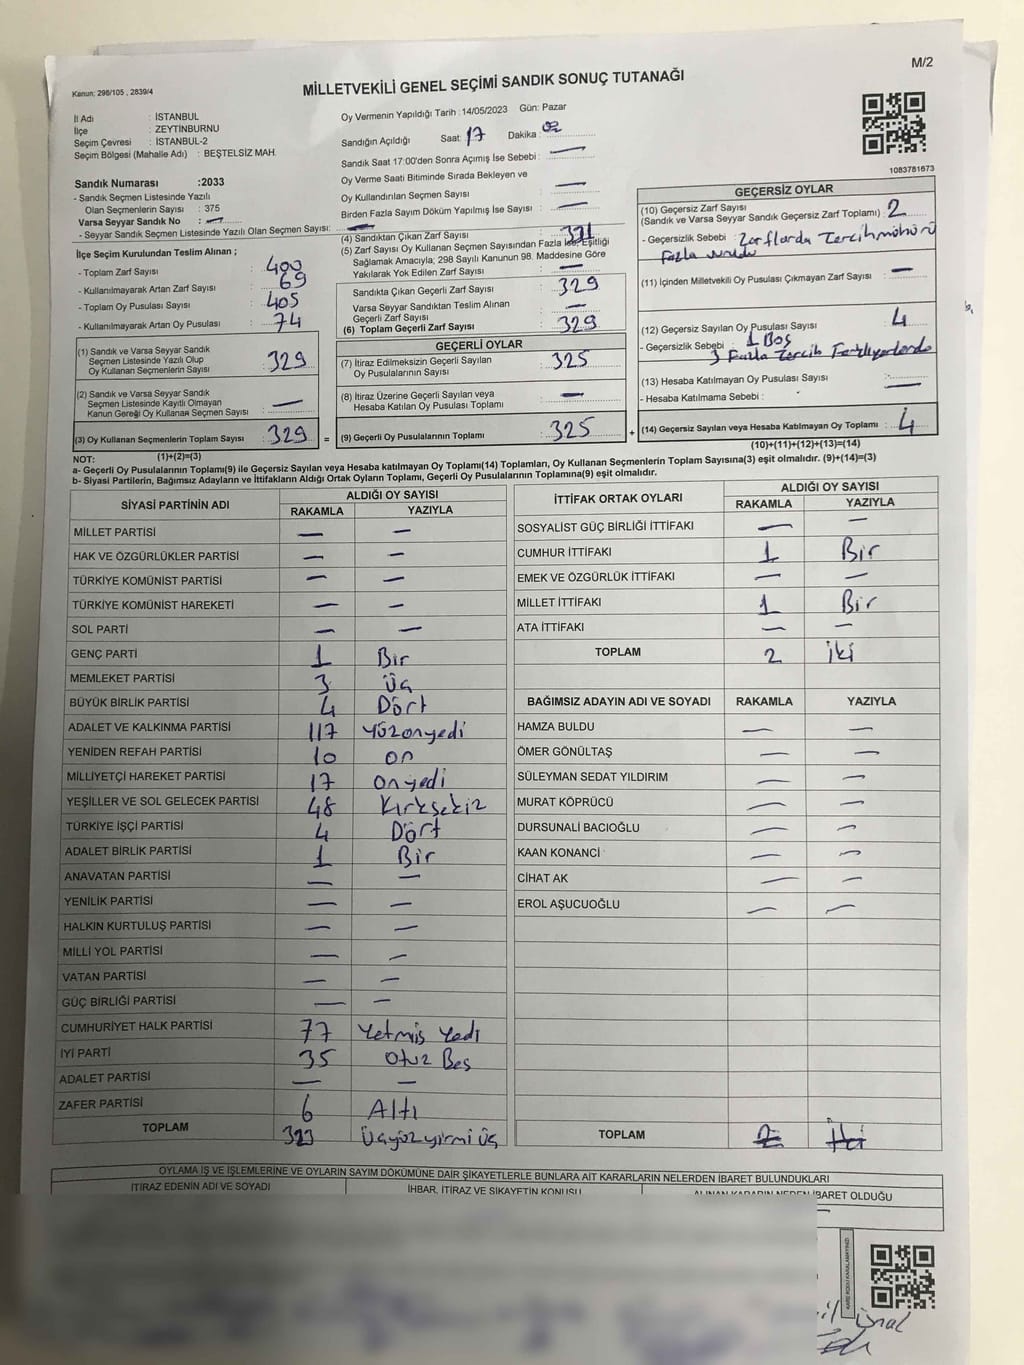 M/2
Kanun: 298/105 , 2839/4
MİLLETVEKİLİ GENEL SEÇİMİ SANDIK SONUÇ TUTANAĞI
İl Adı : İSTANBUL
İlçe : ZEYTİNBURNU
Seçim Çevresi : İSTANBUL-2
Seçim Bölgesi (Mahalle Adı) : BEŞTELSİZ MAH.
Sandık Numarası :2033
- Sandık Seçmen Listesinde Yazılı
Olan Seçmenlerin Sayısı : 375
Varsa Seyyar Sandık No : —
- Seyyar Sandık Seçmen Listesinde Yazılı Olan Seçmen Sayısı: —
İlçe Seçim Kurulundan Teslim Alınan ;
- Toplam Zarf Sayısı : 400
- Kullanılmayarak Artan Zarf Sayısı : 69
- Toplam Oy Pusulası Sayısı : 405
- Kullanılmayarak Artan Oy Pusulası : 74
(1) Sandık ve Varsa Seyyar Sandık
Seçmen Listesinde Yazılı Olup
Oy Kullanan Seçmenlerin Sayısı : 329
(2) Sandık ve Varsa Seyyar Sandık
Seçmen Listesinde Kayıtlı Olmayan
Kanun Gereği Oy Kullanan Seçmen Sayısı : —
(3) Oy Kullanan Seçmenlerin Toplam Sayısı : 329
(1)+(2)=(3)
Oy Vermenin Yapıldığı Tarih : 14/05/2023 Gün: Pazar
Sandığın Açıldığı Saat: 17 Dakika : 02
Sandık Saat 17:00'den Sonra Açımış İse Sebebi : —
Oy Verme Saati Bitiminde Sırada Bekleyen ve
Oy Kullandırılan Seçmen Sayısı : —
Birden Fazla Sayım Döküm Yapılmış İse Sayısı : —
(4) Sandıktan Çıkan Zarf Sayısı : 331
(5) Zarf Sayısı Oy Kullanan Seçmen Sayısından Fazla İse, Eşitliği
Sağlamak Amacıyla, 298 Sayılı Kanunun 98. Maddesine Göre
Yakılarak Yok Edilen Zarf Sayısı : —
Sandıkta Çıkan Geçerli Zarf Sayısı : 329
Varsa Seyyar Sandıktan Teslim Alınan
Geçerli Zarf Sayısı : —
(6) Toplam Geçerli Zarf Sayısı : 329
GEÇERLİ OYLAR
(7) İtiraz Edilmeksizin Geçerli Sayılan
Oy Pusulalarının Sayısı : 325
(8) İtiraz Üzerine Geçerli Sayılan veya
Hesaba Katılan Oy Pusulası Toplamı : —
= (9) Geçerli Oy Pusulalarının Toplamı : 325
1083781673
GEÇERSİZ OYLAR
(10) Geçersiz Zarf Sayısı
(Sandık ve Varsa Seyyar Sandık Geçersiz Zarf Toplamı) : 2
- Geçersizlik Sebebi : Zarflarda Tercih mührü
Fazla vuruldu
(11) İçinden Milletvekili Oy Pusulası Çıkmayan Zarf Sayısı : —
(12) Geçersiz Sayılan Oy Pusulası Sayısı : 4
- Geçersizlik Sebebi : 1 Boş
3 Fazla Tercih
(13) Hesaba Katılmayan Oy Pusulası Sayısı : —
- Hesaba Katılmama Sebebi :
+ (14) Geçersiz Sayılan veya Hesaba Katılmayan Oy Toplamı : 4
(10)+(11)+(12)+(13)=(14)
NOT:
a- Geçerli Oy Pusulalarının Toplamı(9) ile Geçersiz Sayılan veya Hesaba katılmayan Oy Toplamı(14) Toplamları, Oy Kullanan Seçmenlerin Toplam Sayısına(3) eşit olmalıdır. (9)+(14)=(3)
b- Siyasi Partilerin, Bağımsız Adayların ve İttifakların Aldığı Ortak Oyların Toplamı, Geçerli Oy Pusulalarının Toplamına(9) eşit olmalıdır.
SİYASİ PARTİNİN ADI ALDIĞI OY SAYISI
RAKAMLA YAZIYLA
MİLLET PARTİSİ — —
HAK VE ÖZGÜRLÜKLER PARTİSİ — —
TÜRKİYE KOMÜNİST PARTİSİ — —
TÜRKİYE KOMÜNİST HAREKETİ — —
SOL PARTİ — —
GENÇ PARTİ 1 Bir
MEMLEKET PARTİSİ 3 Üç
BÜYÜK BİRLİK PARTİSİ 4 Dört
ADALET VE KALKINMA PARTİSİ 117 Yüzonyedi
YENİDEN REFAH PARTİSİ 10 on
MİLLİYETÇİ HAREKET PARTİSİ 17 Onyedi
YEŞİLLER VE SOL GELECEK PARTİSİ 48 Kırksekiz
TÜRKİYE İŞÇİ PARTİSİ 4 Dört
ADALET BİRLİK PARTİSİ 1 Bir
ANAVATAN PARTİSİ — —
YENİLİK PARTİSİ — —
HALKIN KURTULUŞ PARTİSİ — —
MİLLİ YOL PARTİSİ — —
VATAN PARTİSİ — —
GÜÇ BİRLİĞİ PARTİSİ — —
CUMHURİYET HALK PARTİSİ 77 Yetmiş Yedi
İYİ PARTİ 35 Otuz Beş
ADALET PARTİSİ — —
ZAFER PARTİSİ 6 Altı
TOPLAM 323 Üçyüzyirmiüç
İTTİFAK ORTAK OYLARI ALDIĞI OY SAYISI
RAKAMLA YAZIYLA
SOSYALİST GÜÇ BİRLİĞİ İTTİFAKI — —
CUMHUR İTTİFAKI 1 Bir
EMEK VE ÖZGÜRLÜK İTTİFAKI — —
MİLLET İTTİFAKI 1 Bir
ATA İTTİFAKI — —
TOPLAM 2 iki
BAĞIMSIZ ADAYIN ADI VE SOYADI RAKAMLA YAZIYLA
HAMZA BULDU — —
ÖMER GÖNÜLTAŞ — —
SÜLEYMAN SEDAT YILDIRIM — —
MURAT KÖPRÜCÜ — —
DURSUNALİ BACIOĞLU — —
KAAN KONANCİ — —
CİHAT AK — —
EROL AŞUCUOĞLU — —
TOPLAM 2 İki
OYLAMA İŞ VE İŞLEMLERİNE VE OYLARIN SAYIM DÖKÜMÜNE DAİR ŞİKAYETLERLE BUNLARA AİT KARARLARIN NELERDEN İBARET BULUNDUKLARI
İTİRAZ EDENİN ADI VE SOYADI İHBAR, İTİRAZ VE ŞİKAYETİN KONUSU ALINAN KARARIN NEDEN İBARET OLDUĞU
—
KARE KODU KARALAMAYINIZ
Ünal